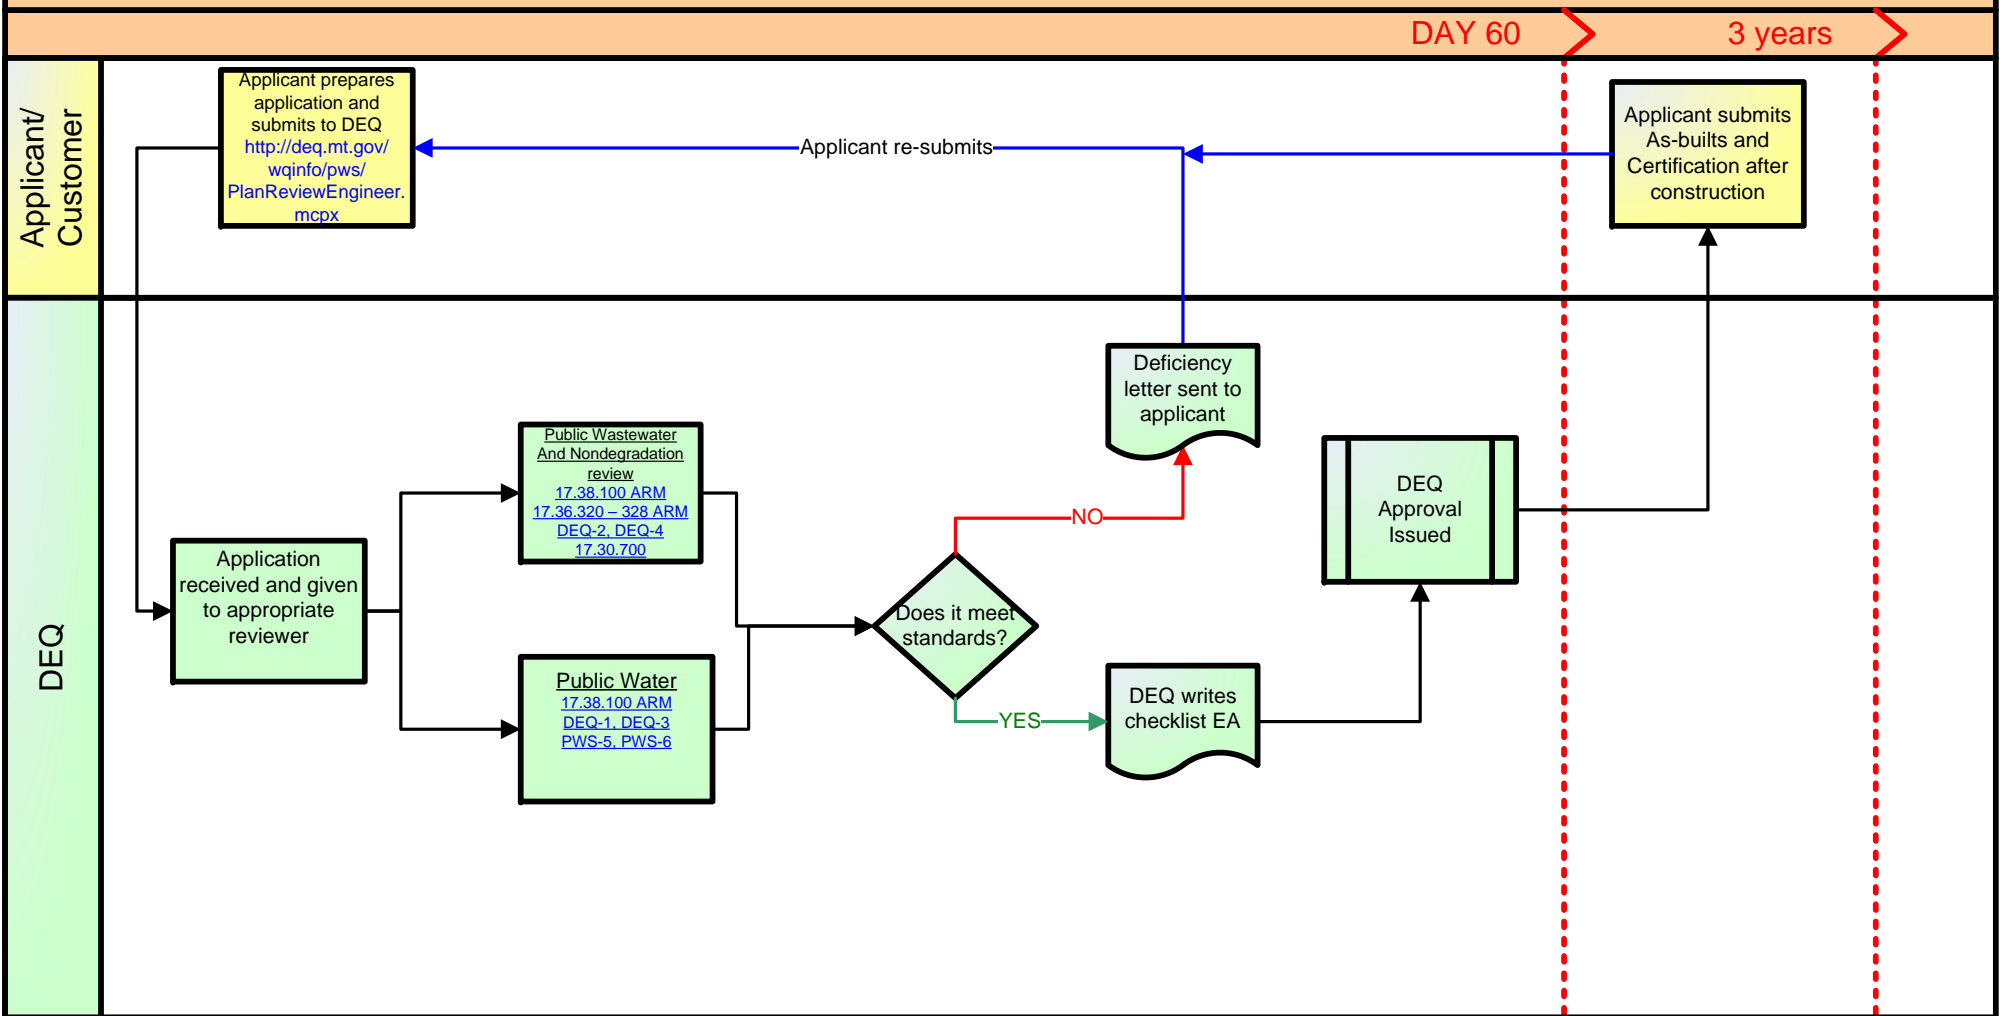 DAY 60
3 years
Applicant/
Customer
Applicant prepares
application and
submits to DEQ
http://deq.mt.gov/
wqinfo/pws/
PlanReviewEngineer.
mcpx
Applicant re-submits
Applicant submits
As-builts and
Certification after
construction
DEQ
Application
received and given
to appropriate
reviewer
Public Wastewater
And Nondegradation
review
17.38.100 ARM
17.36.320 – 328 ARM
DEQ-2, DEQ-4
17.30.700
Public Water
17.38.100 ARM
DEQ-1, DEQ-3
PWS-5, PWS-6
Does it meet
standards?
NO
YES
Deficiency
letter sent to
applicant
DEQ writes
checklist EA
DEQ
Approval
Issued